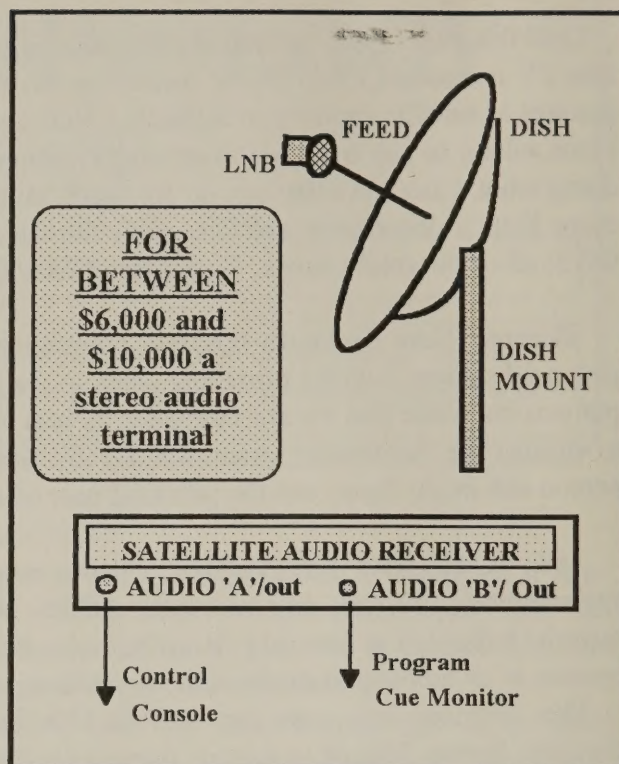 FEED
DISH
LNB
FOR
BETWEEN
$6,000 and
$10,000 a
stereo audio
terminal
DISH
MOUNT
SATELLITE AUDIO RECEIVER
AUDIO 'A'/out
AUDIO 'B'/ Out
Control
Console
Program
Cue Monitor